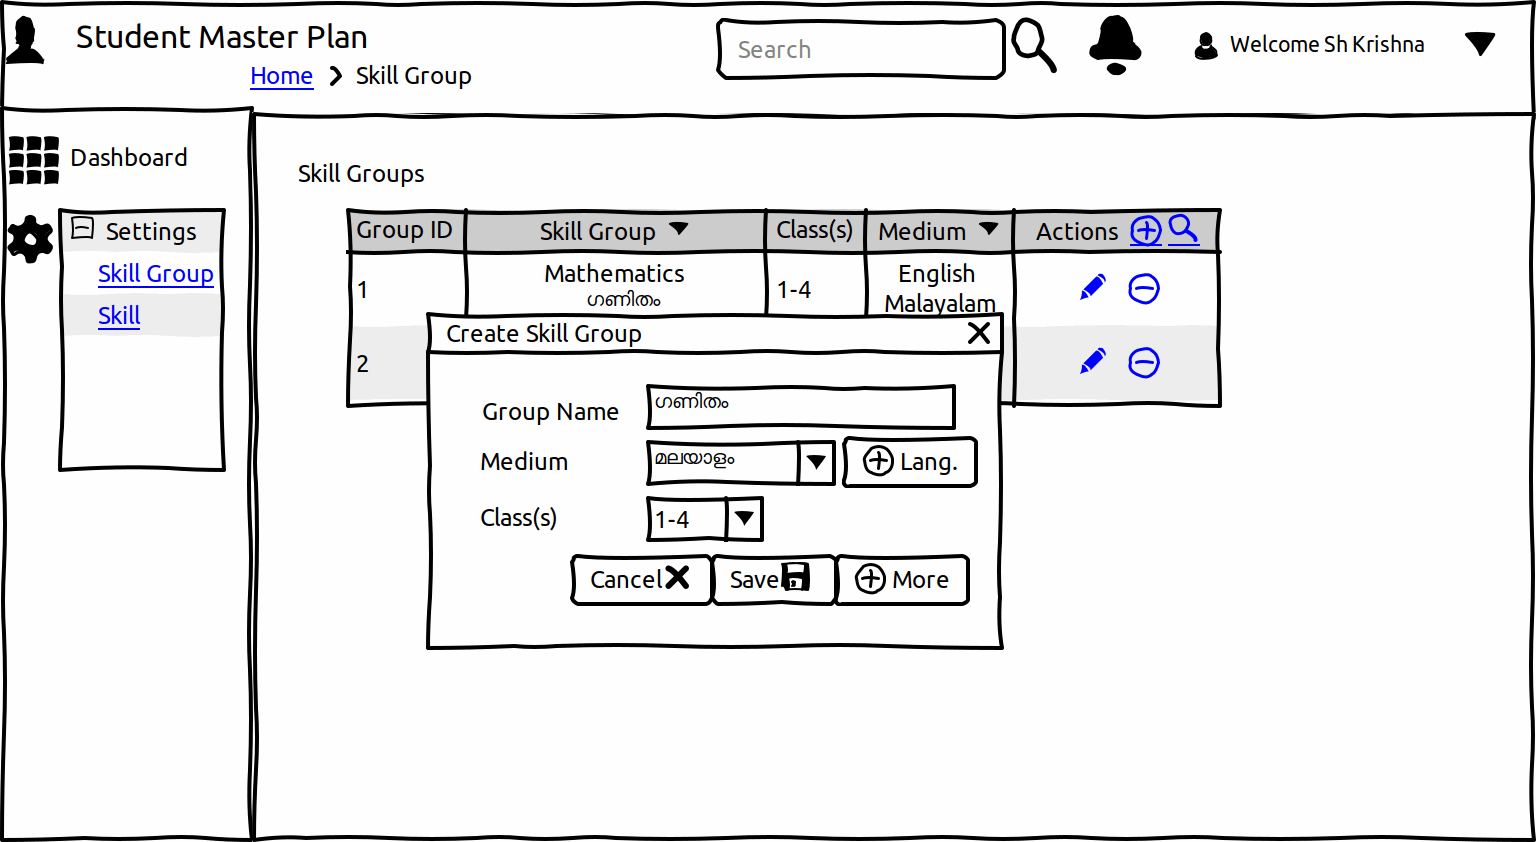 Student Master Plan
Search
Welcome Sh Krishna
Home
Skill Group
Dashboard
Settings
Skill Group
Skill
Skill Groups
Group ID Skill Group Class(s) Medium Actions
1 Mathematics 1-4 English
ഗണിതം Malayalam
2
Create Skill Group
Group Name ഗണിതം
Medium മലയാളം Lang.
Class(s) 1-4
Cancel Save More